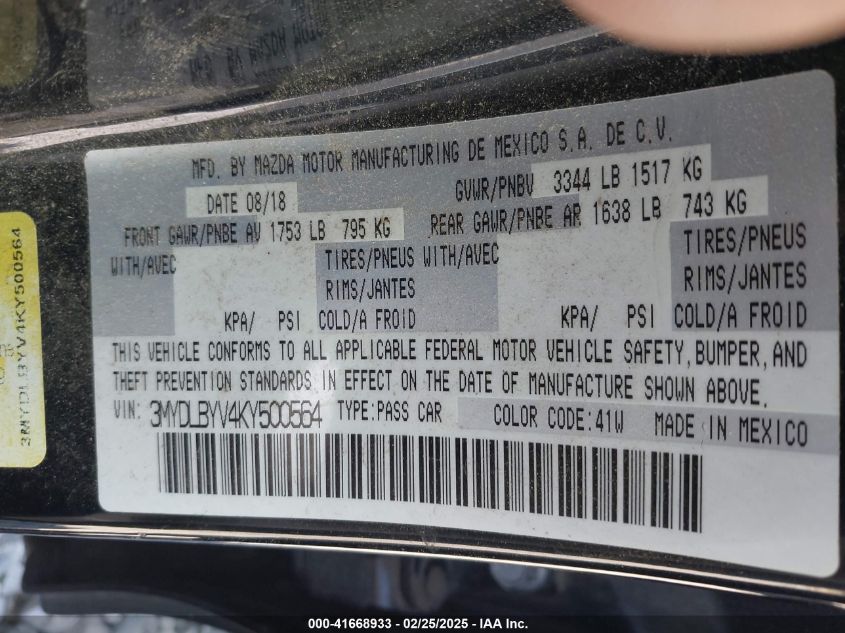 MFD. BY MAZDA MOTOR MANUFACTURING DE MEXICO S.A. DE C.V.
DATE 08/18 GVWR/PNBV 3344 LB 1517 KG
FRONT GAWR/PNBE AV 1753 LB 795 KG REAR GAWR/PNBE AR 1638 LB 743 KG
WITH/AVEC TIRES/PNEUS WITH/AVEC TIRES/PNEUS
RIMS/JANTES RIMS/JANTES
KPA/ PSI COLD/A FROID KPA/ PSI COLD/A FROID
THIS VEHICLE CONFORMS TO ALL APPLICABLE FEDERAL MOTOR VEHICLE SAFETY, BUMPER, AND
THEFT PREVENTION STANDARDS IN EFFECT ON THE DATE OF MANUFACTURE SHOWN ABOVE.
VIN: 3MYDLBYV4KY500564 TYPE:PASS CAR COLOR CODE:41W MADE IN MEXICO
3MYDLBYV4KY500564
000-41668933 - 02/25/2025 - IAA Inc.